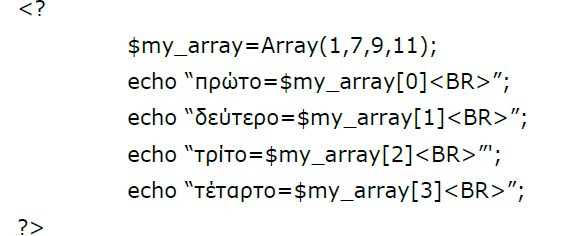 <?
$my_array=Array(1,7,9,11);
echo “πρώτο=$my_array[0]<BR>”;
echo “δεύτερο=$my_array[1]<BR>”;
echo “τρίτο=$my_array[2]<BR>”';
echo “τέταρτο=$my_array[3]<BR>”;
?>